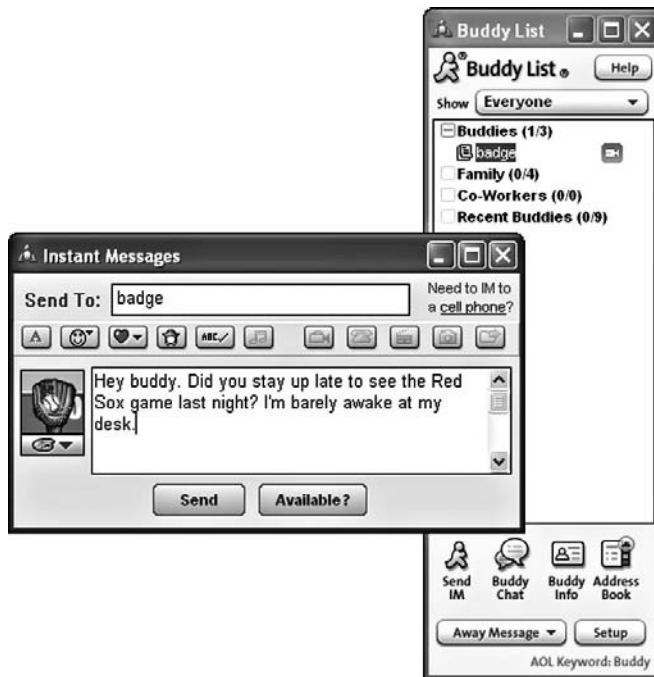 Buddy List
Buddy List®
Help
Show Everyone
Buddies (1/3)
badge
Family (0/4)
Co-Workers (0/0)
Recent Buddies (0/9)
Instant Messages
Send To: badge
Need to IM to
a cell phone?
A ABC
Hey buddy. Did you stay up late to see the Red
Sox game last night? I'm barely awake at my
desk.
B
Send Available?
Send IM
Buddy Chat
Buddy Info
Address Book
Away Message Setup
AOL Keyword: Buddy